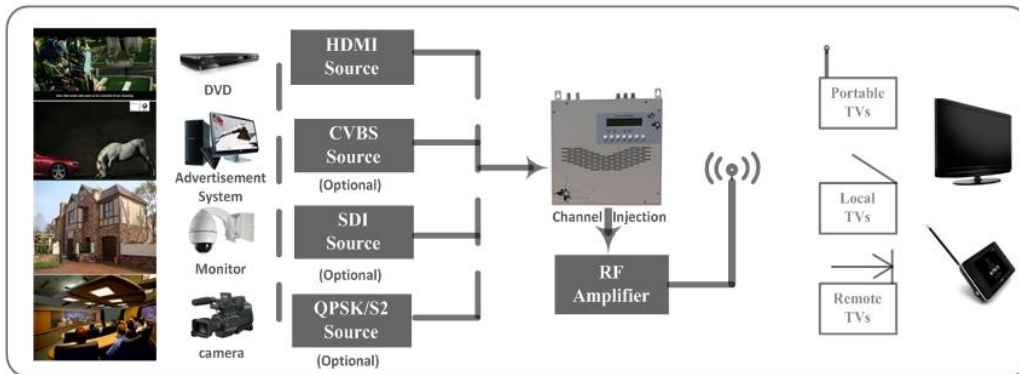 HDMI
Source
DVD
CVBS
Source
(Optional)
Advertisement
System
SDI
Source
(Optional)
Monitor
QPSK/S2
Source
(Optional)
camera
Channel Injection
RF
Amplifier
Portable
TVs
Local
TVs
Remote
TVs